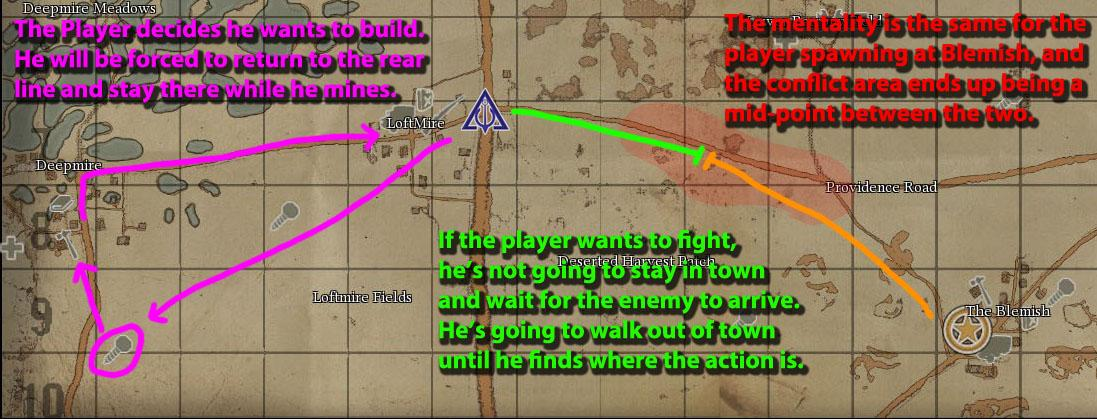 Deepmire Meadows
The Player decides he wants to build.
He will be forced to return to the rear
line and stay there while he mines.
The mentality is the same for the
player spawning at Blemish, and
the conflict area ends up being a
mid-point between the two.
LoftMire
Deepmire
Providence Road
8
If the player wants to fight,
he's not going to stay in town
Deserted Harvest Patch
and wait for the enemy to arrive.
He's going to walk out of town
until he finds where the action is.
Loftmire Fields
9
The Blemish
10